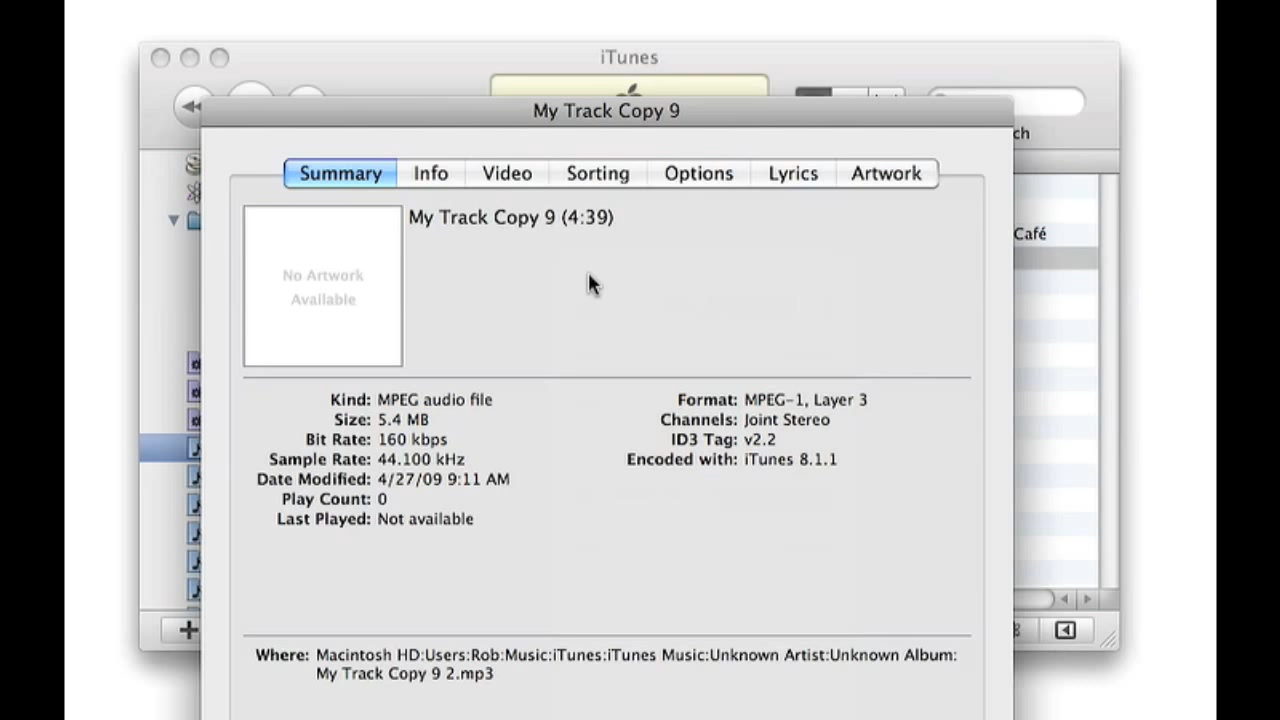 iTunes
My Track Copy 9
ch
Summary Info Video Sorting Options Lyrics Artwork
My Track Copy 9 (4:39)
No Artwork
Available
Café
Kind: MPEG audio file
Size: 5.4 MB
Bit Rate: 160 kbps
Sample Rate: 44.100 kHz
Date Modified: 4/27/09 9:11 AM
Play Count: 0
Last Played: Not available
Format: MPEG-1, Layer 3
Channels: Joint Stereo
ID3 Tag: v2.2
Encoded with: iTunes 8.1.1
Where: Macintosh HD:Users:Rob:Music:iTunes:iTunes Music:Unknown Artist:Unknown Album:
My Track Copy 9 2.mp3